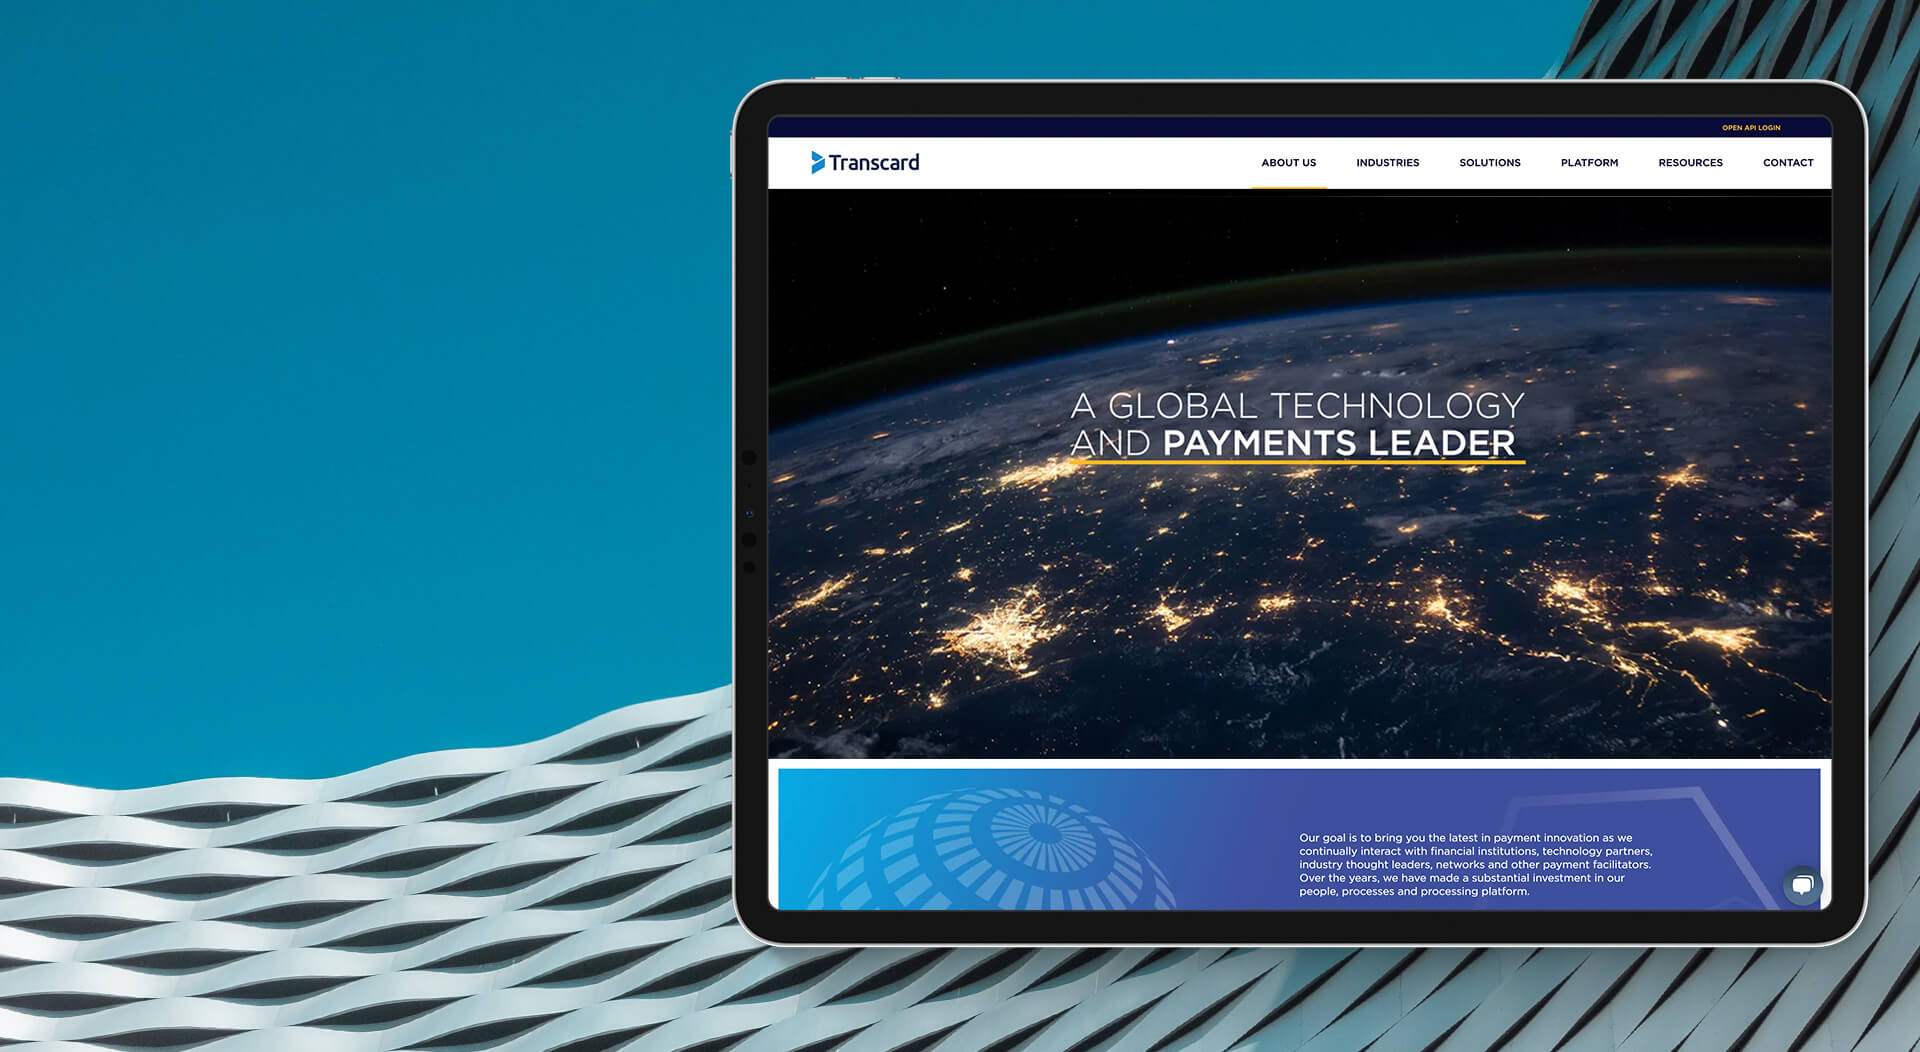 OPEN API LOGIN
Transcard
ABOUT US INDUSTRIES SOLUTIONS PLATFORM RESOURCES CONTACT
A GLOBAL TECHNOLOGY
AND PAYMENTS LEADER
Our goal is to bring you the latest in payment innovation as we
continually interact with financial institutions, technology partners,
industry thought leaders, networks and other payment facilitators.
Over the years, we have made a substantial investment in our
people, processes and processing platform.